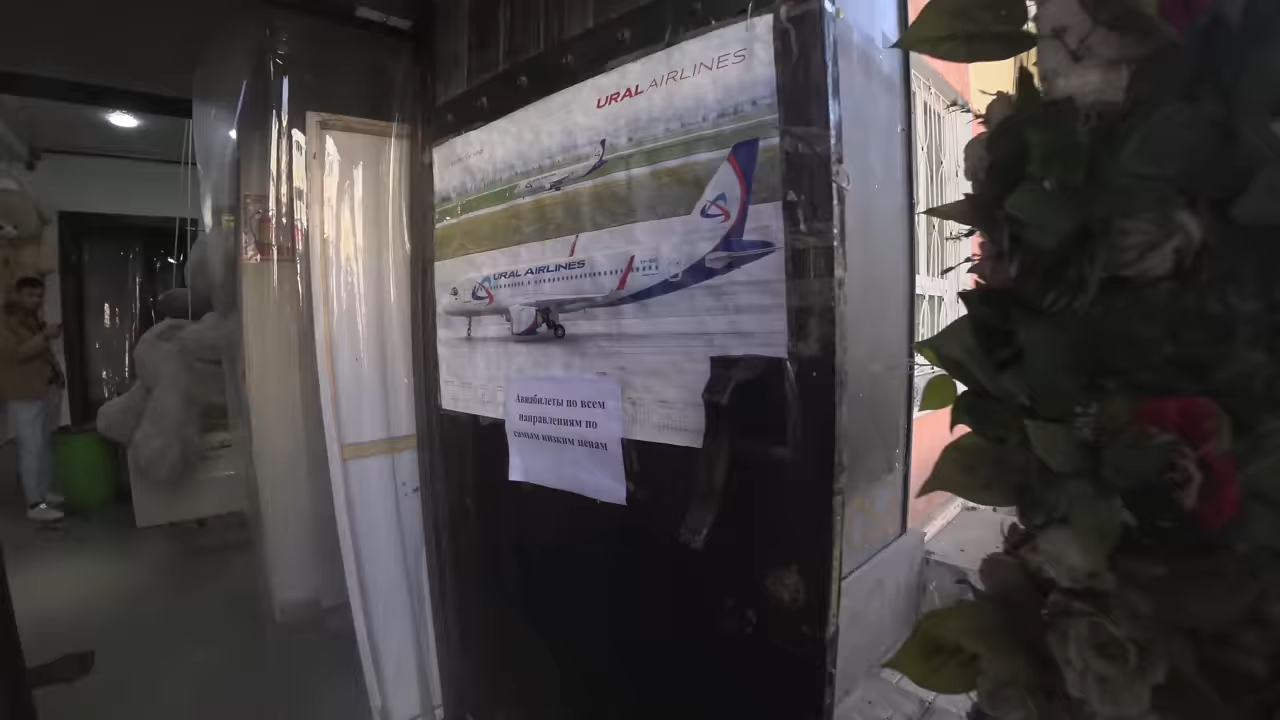 URAL AIRLINES
URAL AIRLINES
Авиабилеты по всем
направлениям по
самым низким ценам